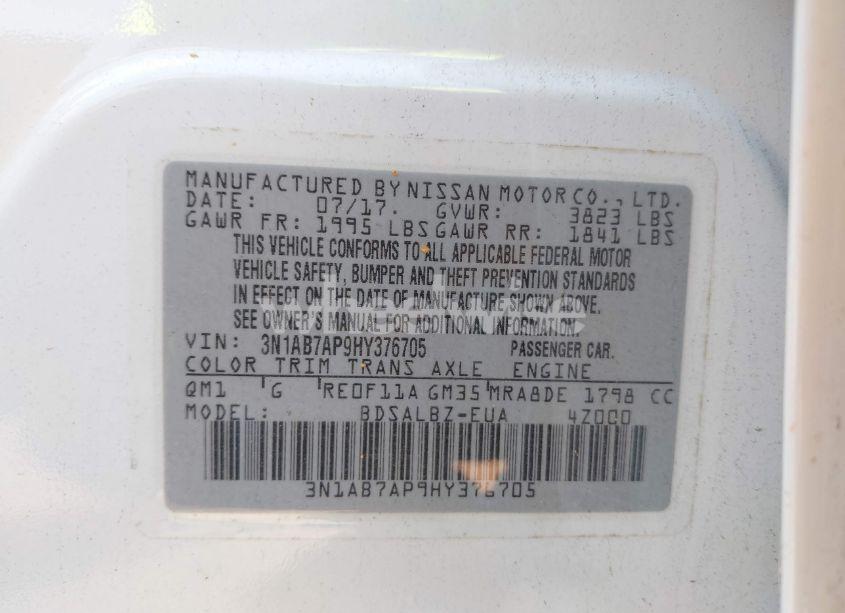 MANUFACTURED BY NISSAN MOTOR CO., LTD.
DATE: 07/17. GVWR: 3823 LBS
GAWR FR: 1995 LBS GAWR RR: 1841 LBS
THIS VEHICLE CONFORMS TO ALL APPLICABLE FEDERAL MOTOR
VEHICLE SAFETY, BUMPER AND THEFT PREVENTION STANDARDS
IN EFFECT ON THE DATE OF MANUFACTURE SHOWN ABOVE.
SEE OWNER'S MANUAL FOR ADDITIONAL INFORMATION.
VIN: 3N1AB7AP9HY376705 PASSENGER CAR.
COLOR TRIM TRANS AXLE ENGINE
QM1 G RE0F11A GM35 MRA8DE 1798 CC
MODEL: BDSALBZ-EUA 4Z000
3N1AB7AP9HY376705